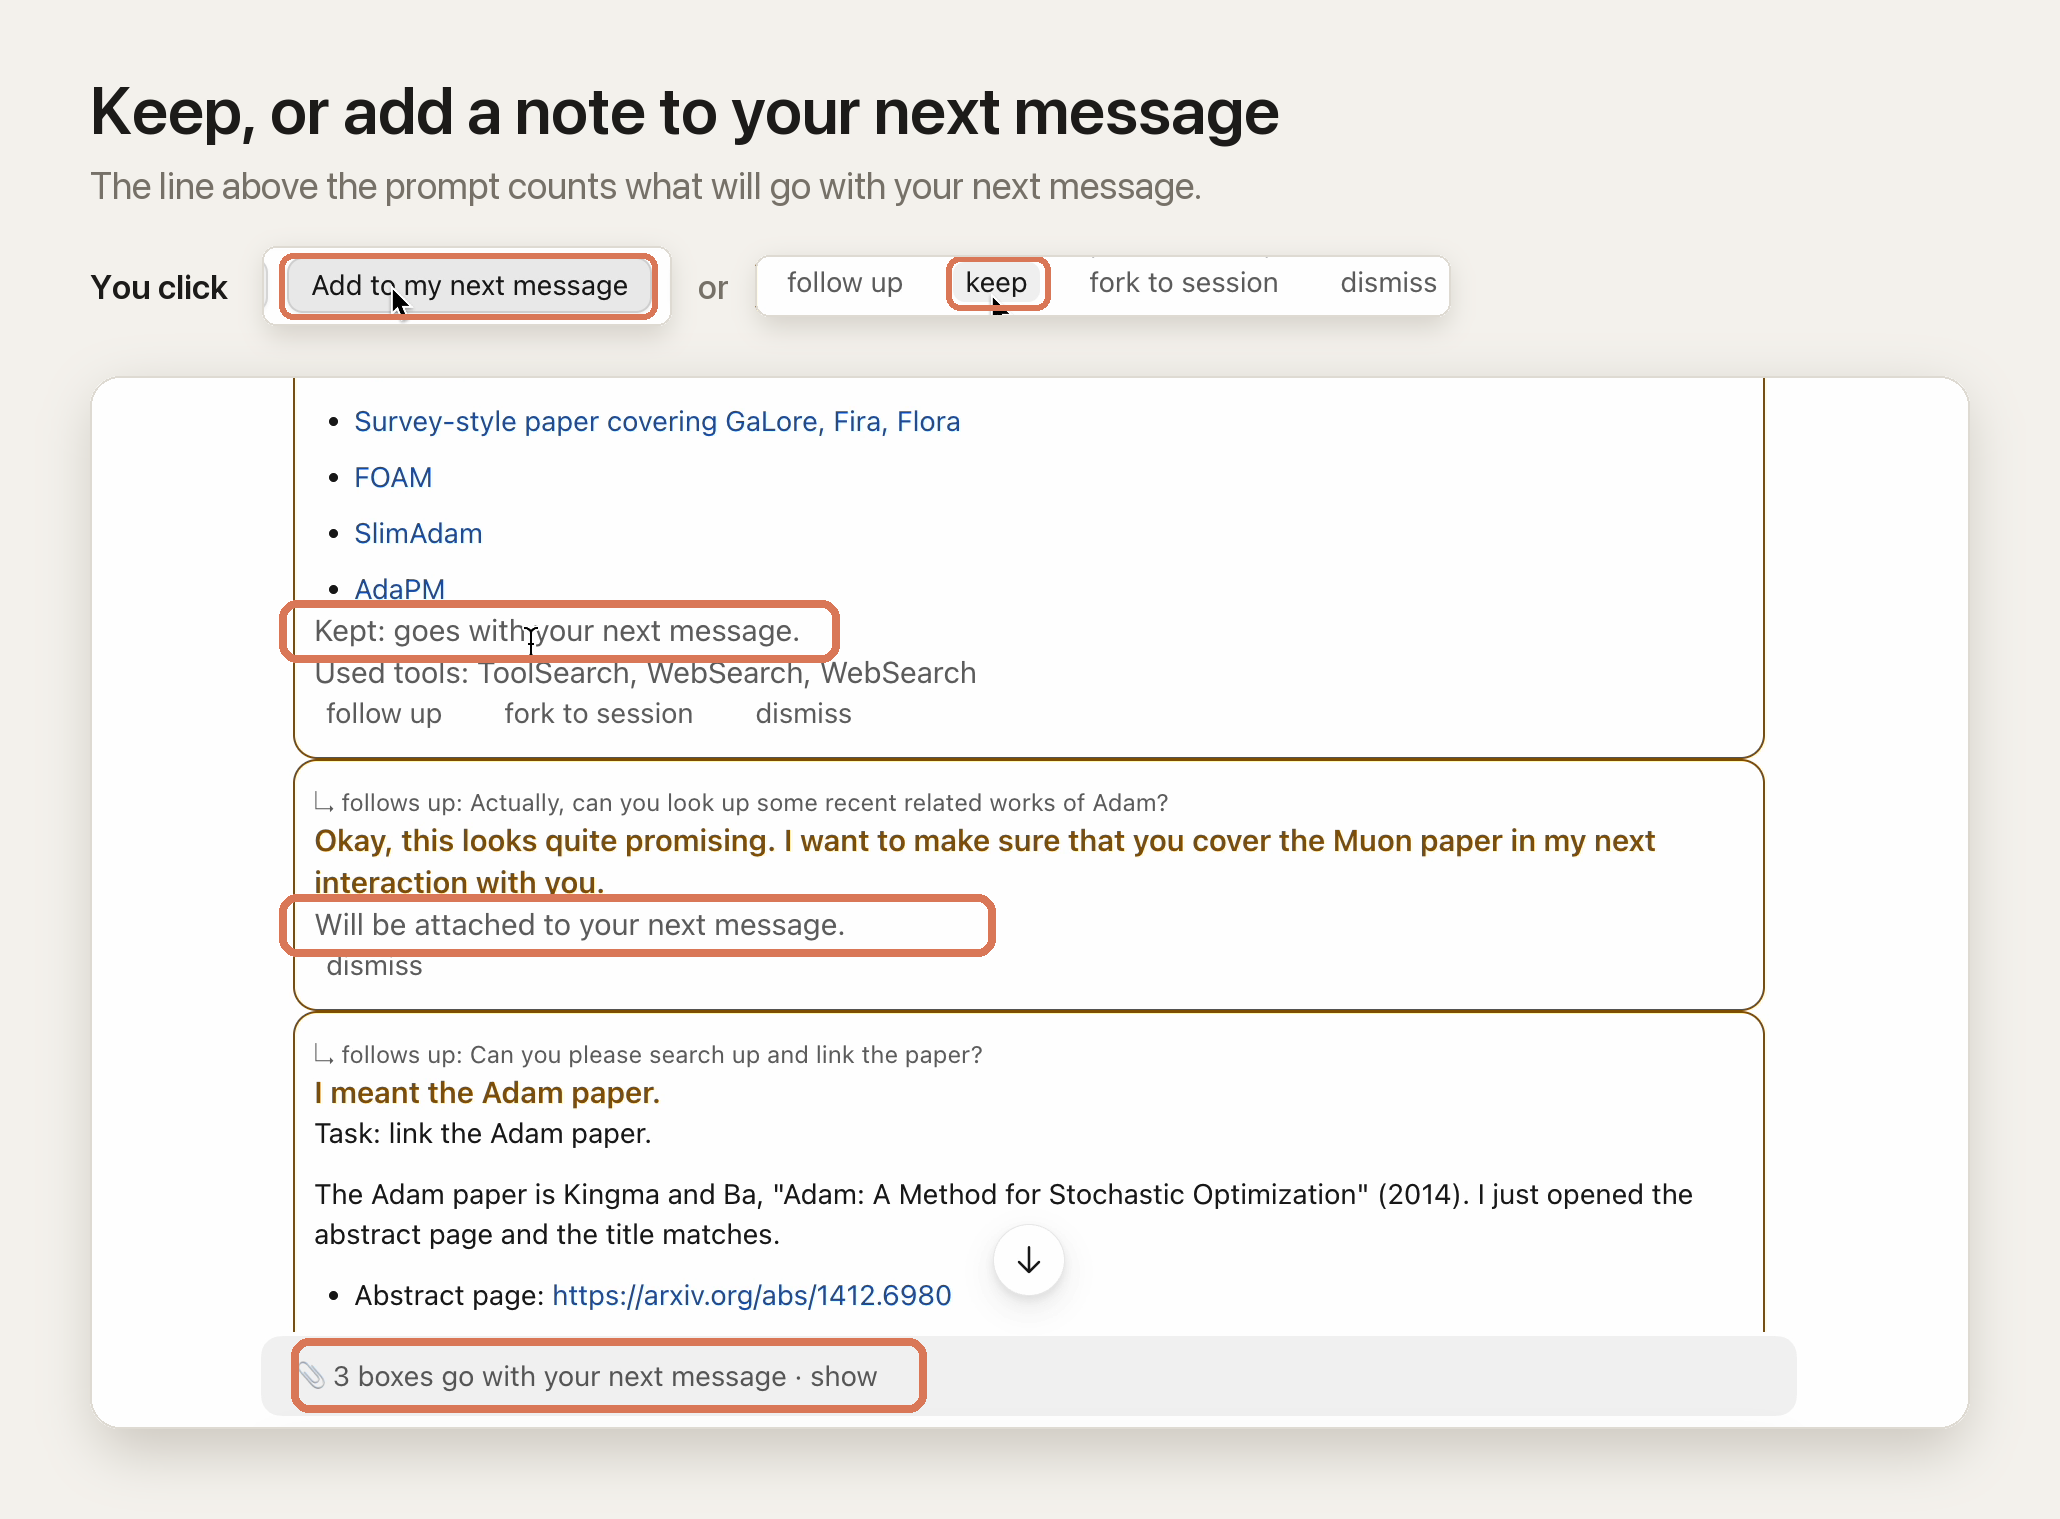 Keep, or add a note to your next message
The line above the prompt counts what will go with your next message.
You click Add to my next message or follow up keep fork to session dismiss
• Survey-style paper covering GaLore, Fira, Flora
• FOAM
• SlimAdam
• AdaPM
Kept: goes with your next message.
Used tools: ToolSearch, WebSearch, WebSearch
follow up fork to session dismiss
follows up: Actually, can you look up some recent related works of Adam?
Okay, this looks quite promising. I want to make sure that you cover the Muon paper in my next
interaction with you.
Will be attached to your next message.
dismiss
follows up: Can you please search up and link the paper?
I meant the Adam paper.
Task: link the Adam paper.
The Adam paper is Kingma and Ba, "Adam: A Method for Stochastic Optimization" (2014). I just opened the
abstract page and the title matches.
• Abstract page: https://arxiv.org/abs/1412.6980
3 boxes go with your next message · show